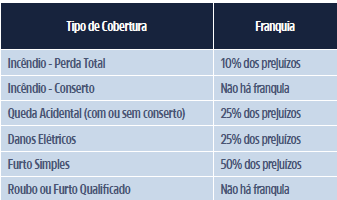 Tipo de Cobertura Franquia
Incêndio - Perda Total 10% dos prejuízos
Incêndio - Conserto Não há franquia
Queda Acidental (com ou sem conserto) 25% dos prejuízos
Danos Elétricos 25% dos prejuízos
Furto Simples 50% dos prejuízos
Roubo ou Furto Qualificado Não há franquia